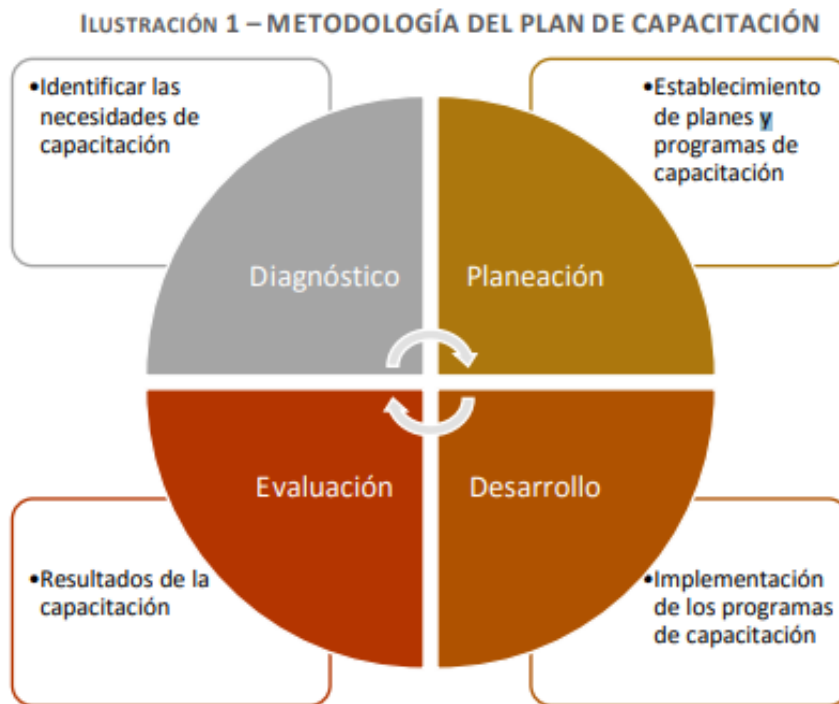 ILUSTRACIÓN 1 – METODOLOGÍA DEL PLAN DE CAPACITACIÓN
•Identificar las
necesidades de
capacitación
•Establecimiento
de planes y
programas de
capacitación
Diagnóstico
Planeación
Evaluación
Desarrollo
•Resultados de la
capacitación
•Implementación
de los programas
de capacitación